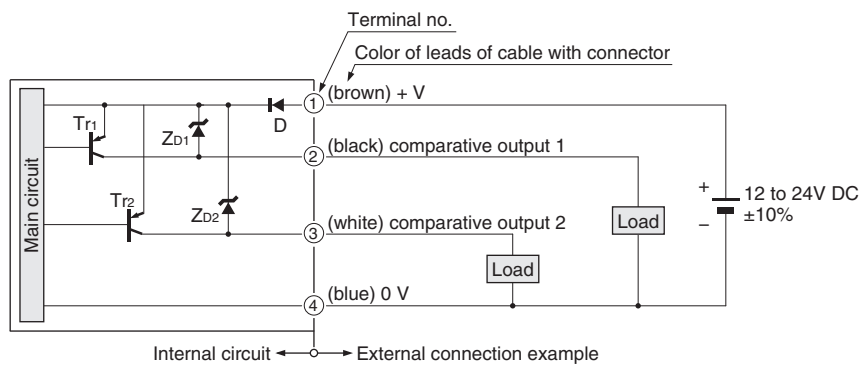 Terminal no.
Color of leads of cable with connector
(brown) + V
1
D
Tr1
ZD1
2
(black) comparative output 1
Main circuit
Tr2
ZD2
3
(white) comparative output 2
Load
Load
+
12 to 24V DC
±10%
−
4
(blue) 0 V
Internal circuit
External connection example